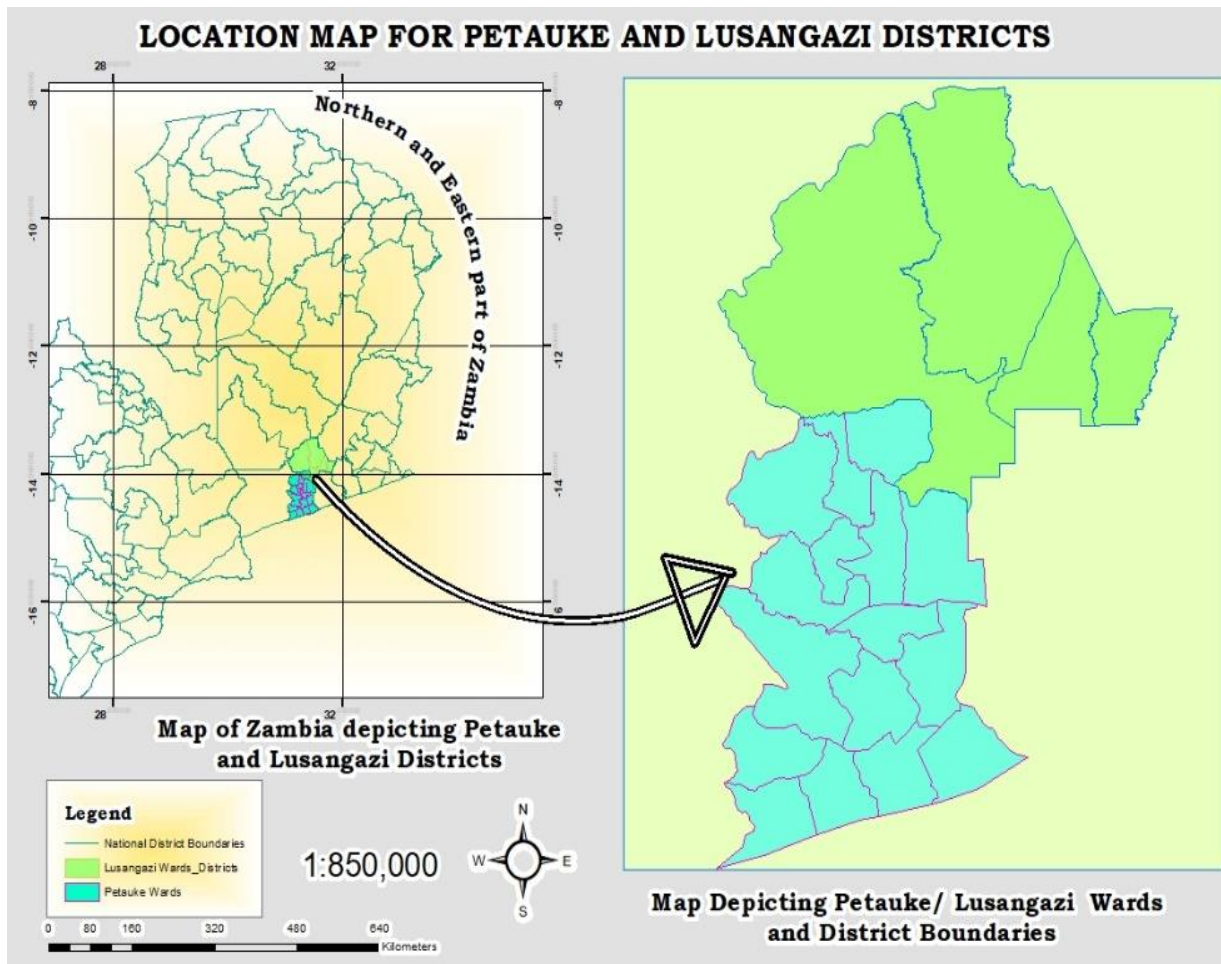 LOCATION MAP FOR PETAUKE AND LUSANGAZI DISTRICTS
28 32
-8 -8
Northern and Eastern part of Zambia
-10 -10
-12 -12
-14 -14
-16 -16
28 32
Map of Zambia depicting Petauke
and Lusangazi Districts
Legend
National District Boundaries
Lusangazi Wards_Districts
Petauke Wards
1:850,000
N
W E
S
0 80 160 320 480 640
Kilometers
Map Depicting Petauke/ Lusangazi Wards
and District Boundaries